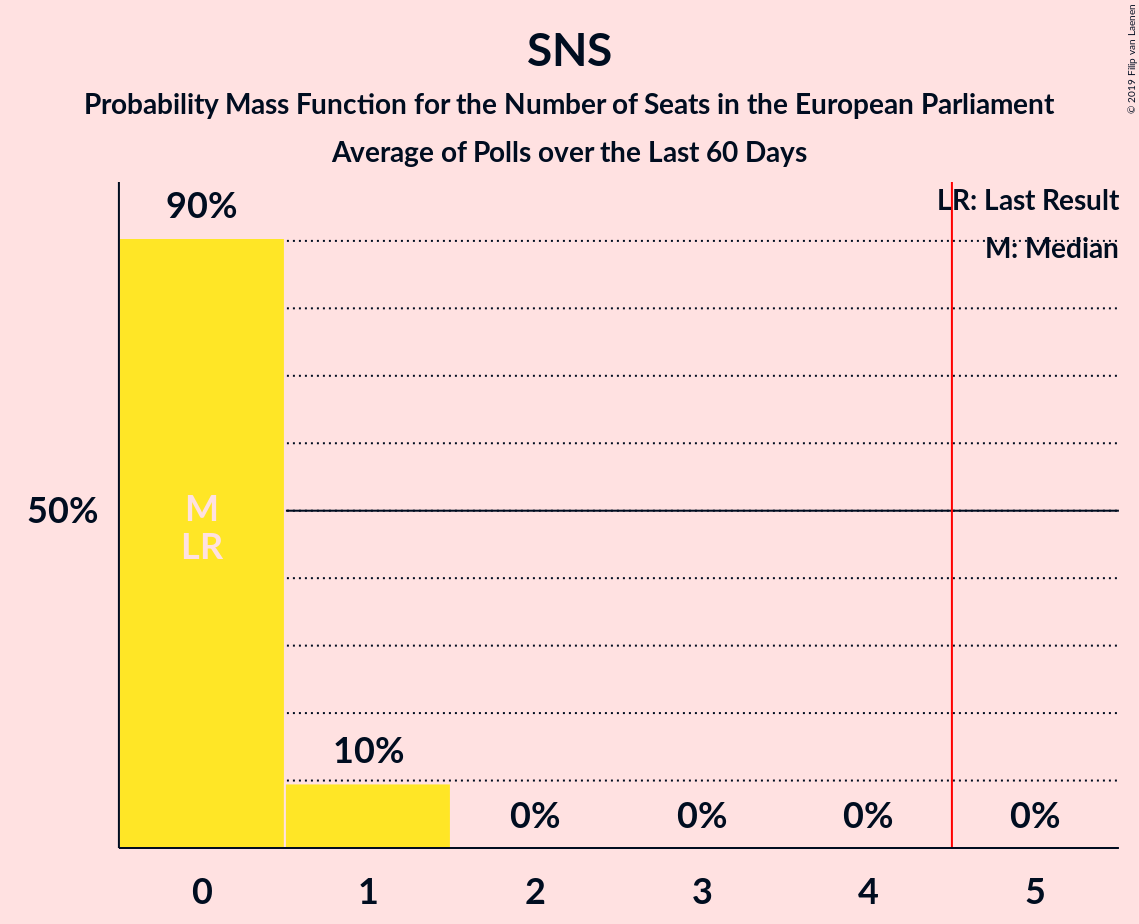 SNS
Probability Mass Function for the Number of Seats in the European Parliament
Average of Polls over the Last 60 Days
© 2019 Filip van Laenen
LR: Last Result
M: Median
90%
50%
M
LR
10%
0%
0%
0%
0%
0
1
2
3
4
5